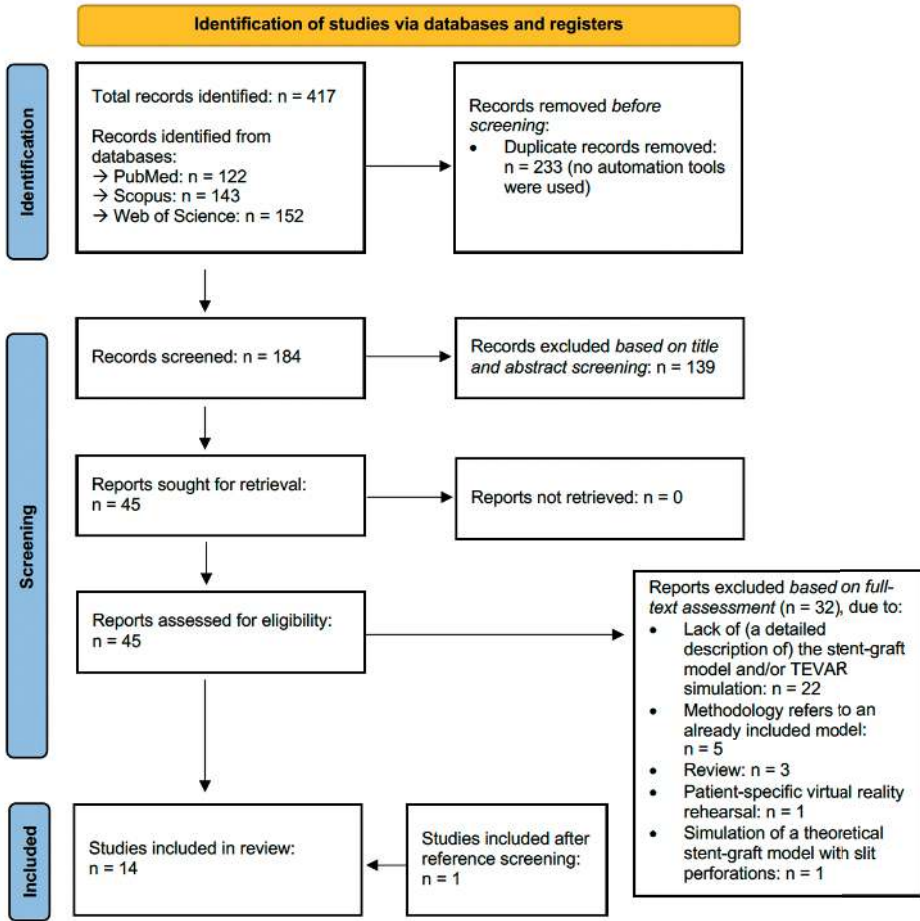 Identification of studies via databases and registers
Identification
Total records identified: n = 417
Records identified from
databases:
→ PubMed: n = 122
→ Scopus: n = 143
→ Web of Science: n = 152
Records removed before
screening:
• Duplicate records removed:
n = 233 (no automation tools
were used)
Screening
Records screened: n = 184
Records excluded based on title
and abstract screening: n = 139
Reports sought for retrieval:
n = 45
Reports not retrieved: n = 0
Reports assessed for eligibility:
n = 45
Reports excluded based on full-
text assessment (n = 32), due to:
• Lack of (a detailed
description of) the stent-graft
model and/or TEVAR
simulation: n = 22
• Methodology refers to an
already included model:
n = 5
• Review: n = 3
• Patient-specific virtual reality
rehearsal: n = 1
• Simulation of a theoretical
stent-graft model with slit
perforations: n = 1
Included
Studies included in review:
n = 14
Studies included after
reference screening:
n = 1